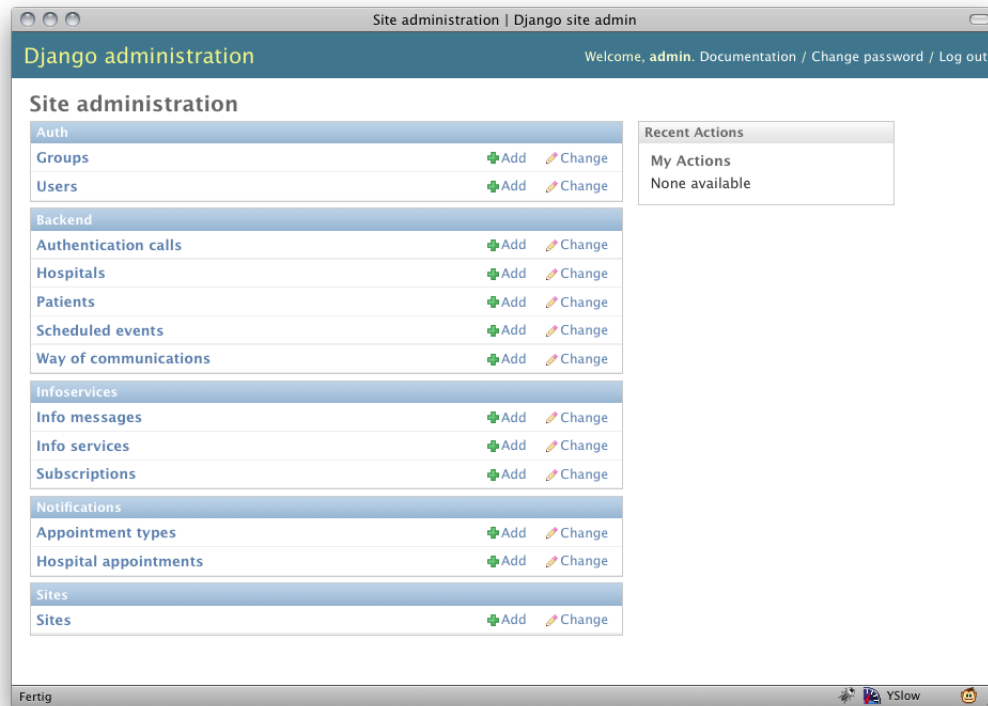 Site administration | Django site admin
Django administration
Welcome, admin. Documentation / Change password / Log out
Site administration
Auth
Groups Add Change
Users Add Change
Backend
Authentication calls Add Change
Hospitals Add Change
Patients Add Change
Scheduled events Add Change
Way of communications Add Change
Infoservices
Info messages Add Change
Info services Add Change
Subscriptions Add Change
Notifications
Appointment types Add Change
Hospital appointments Add Change
Sites
Sites Add Change
Recent Actions
My Actions
None available
Fertig YSlow